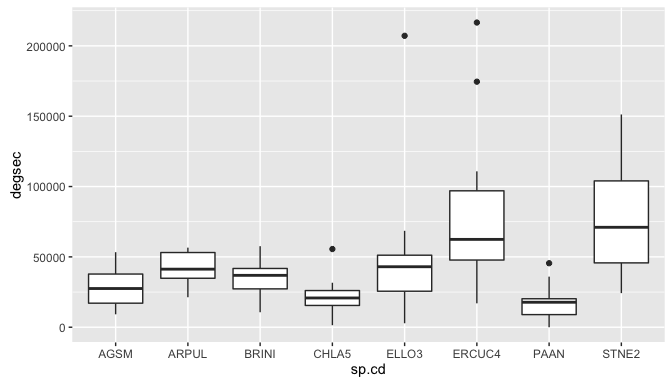 200000
150000
100000
50000
0
degsec
AGSM ARPUL BRINI CHLA5 ELLO3 ERCUC4 PAAN STNE2
sp.cd